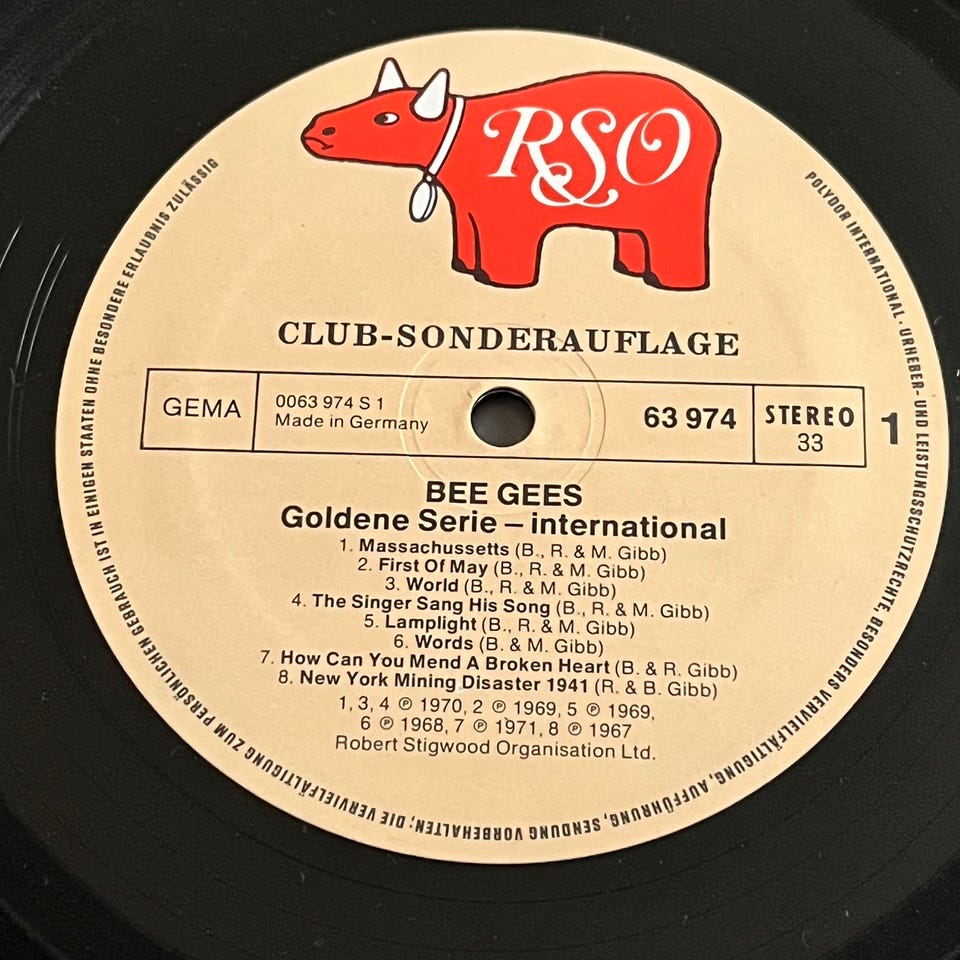 RSO
CLUB-SONDERAUFLAGE
GEMA
0063 974 S 1
Made in Germany
63 974
STEREO
33
1
BEE GEES
Goldene Serie – international
1. Massachussetts (B., R. & M. Gibb)
2. First Of May (B., R. & M. Gibb)
3. World (B., R. & M. Gibb)
4. The Singer Sang His Song (B., R. & M. Gibb)
5. Lamplight (B., R. & M. Gibb)
6. Words (B. & M. Gibb)
7. How Can You Mend A Broken Heart (B. & R. Gibb)
8. New York Mining Disaster 1941 (R. & B. Gibb)
1, 3, 4 ℗ 1970, 2 ℗ 1969, 5 ℗ 1969,
6 ℗ 1968, 7 ℗ 1971, 8 ℗ 1967
Robert Stigwood Organisation Ltd.
POLYDOR INTERNATIONAL · URHEBER- UND LEISTUNGSSCHUTZRECHTE, BESONDERS VERVIELFÄLTIGUNG, AUFFÜHRUNG, SENDUNG VORBEHALTEN; DIE VERVIELFÄLTIGUNG ZUM PERSÖNLICHEN GEBRAUCH IST IN EINIGEN STAATEN OHNE BESONDERE ERLAUBNIS ZULÄSSIG